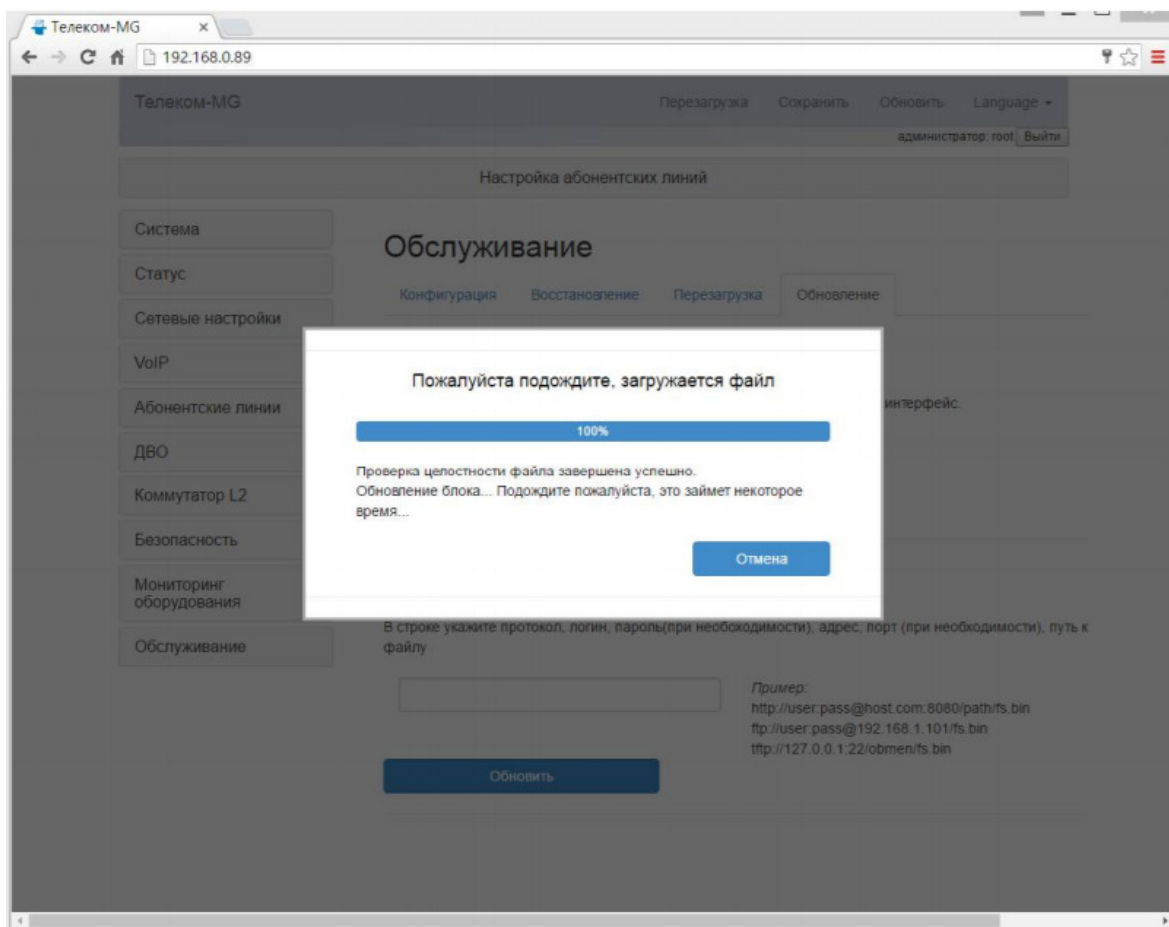 Телеком-MG
192.168.0.89
Телеком-MG
Перезагрузка Сохранить Обновить Language
администратор: root Выйти
Настройка абонентских линий
Система
Статус
Сетевые настройки
VoIP
Абонентские линии
ДВО
Коммутатор L2
Безопасность
Мониторинг
оборудования
Обслуживание
Обслуживание
Конфигурация Восстановление Перезагрузка Обновление
интерфейс.
Пожалуйста подождите, загружается файл
100%
Проверка целостности файла завершена успешно.
Обновление блока... Подождите пожалуйста, это займет некоторое
время...
Отмена
В строке укажите протокол, логин, пароль(при необходимости), адрес, порт (при необходимости), путь к
файлу
Пример:
http://user:pass@host.com:8080/path/fs.bin
ftp://user:pass@192.168.1.101/fs.bin
tftp://127.0.0.1:22/obmen/fs.bin
Обновить